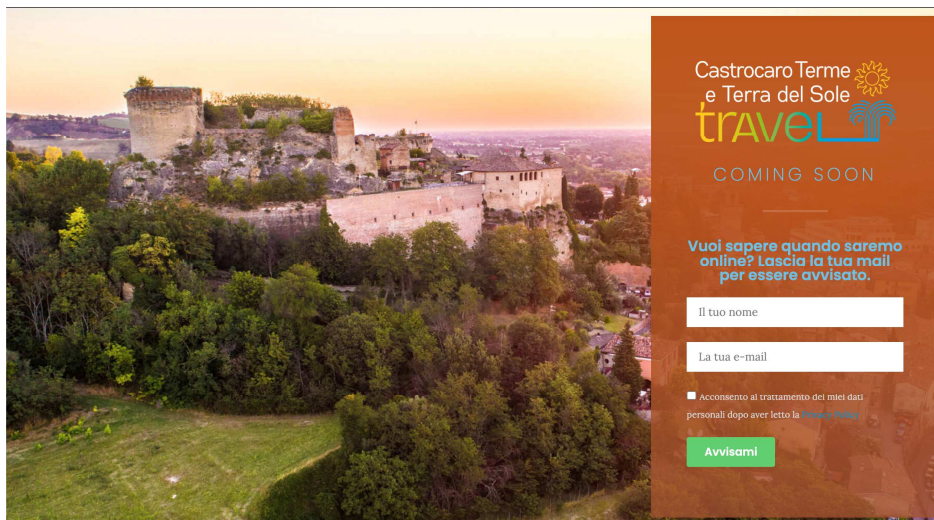 Castrocaro Terme
e Terra del Sole
travel
COMING SOON
Vuoi sapere quando saremo
online? Lascia la tua mail
per essere avvisato.
Il tuo nome
La tua e-mail
Acconsento al trattamento dei miei dati
personali dopo aver letto la Privacy Policy
Avvisami